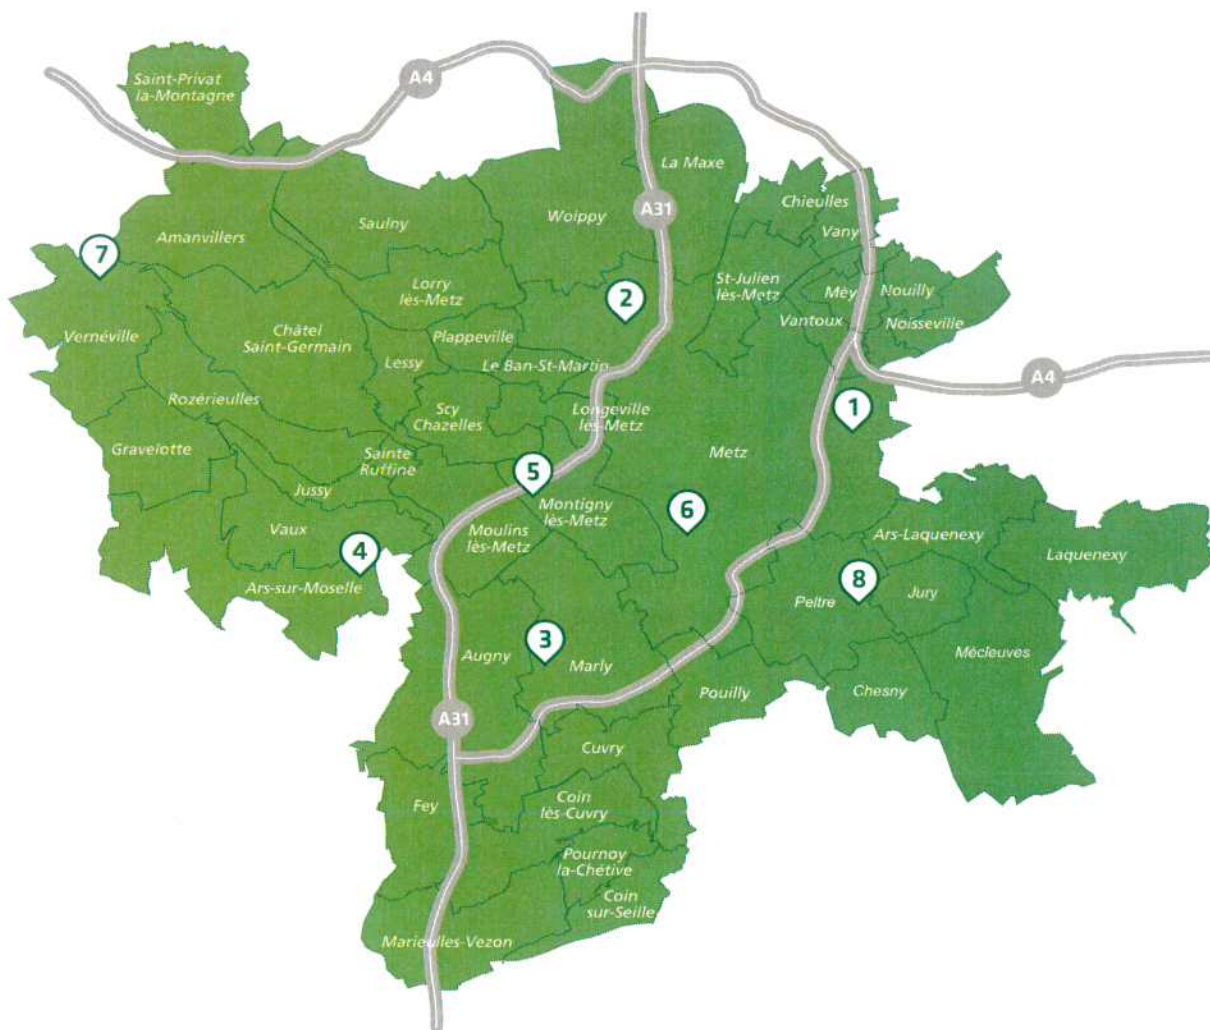 Saint-Privat
la-Montagne
A4
La Maxe
A31
Woippy
Chieulles
Vany
Amanvillers
Saulny
7
Lorry
lès-Metz
St-Julien
lès-Metz
Mey
Nouilly
2
Vantoux
Noisseville
Vernéville
Châtel
Saint-Germain
Plappeville
Lessy
Le Ban-St-Martin
A4
Rozérieulles
Scy
Chazelles
Longeville
lès-Metz
1
Gravelotte
Sainte
Ruffine
Metz
5
Jussy
Montigny
lès-Metz
6
Vaux
Moulins
lès-Metz
Ars-Laquenexy
Laquenexy
4
Ars-sur-Moselle
8
Peltre
Jury
3
Augny
Marly
Mécleuves
Pouilly
Chesny
A31
Cuvry
Fey
Coin
lès-Cuvry
Pournoy
la-Chétive
Coin
sur-Seille
Marieulles-Vezon